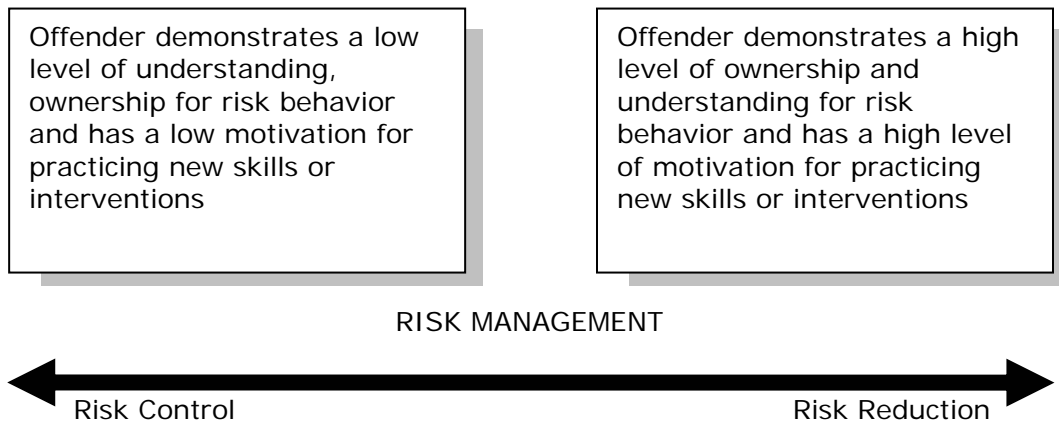 Offender demonstrates a low
level of understanding,
ownership for risk behavior
and has a low motivation for
practicing new skills or
interventions
Offender demonstrates a high
level of ownership and
understanding for risk
behavior and has a high level
of motivation for practicing
new skills or interventions
RISK MANAGEMENT
Risk Control
Risk Reduction